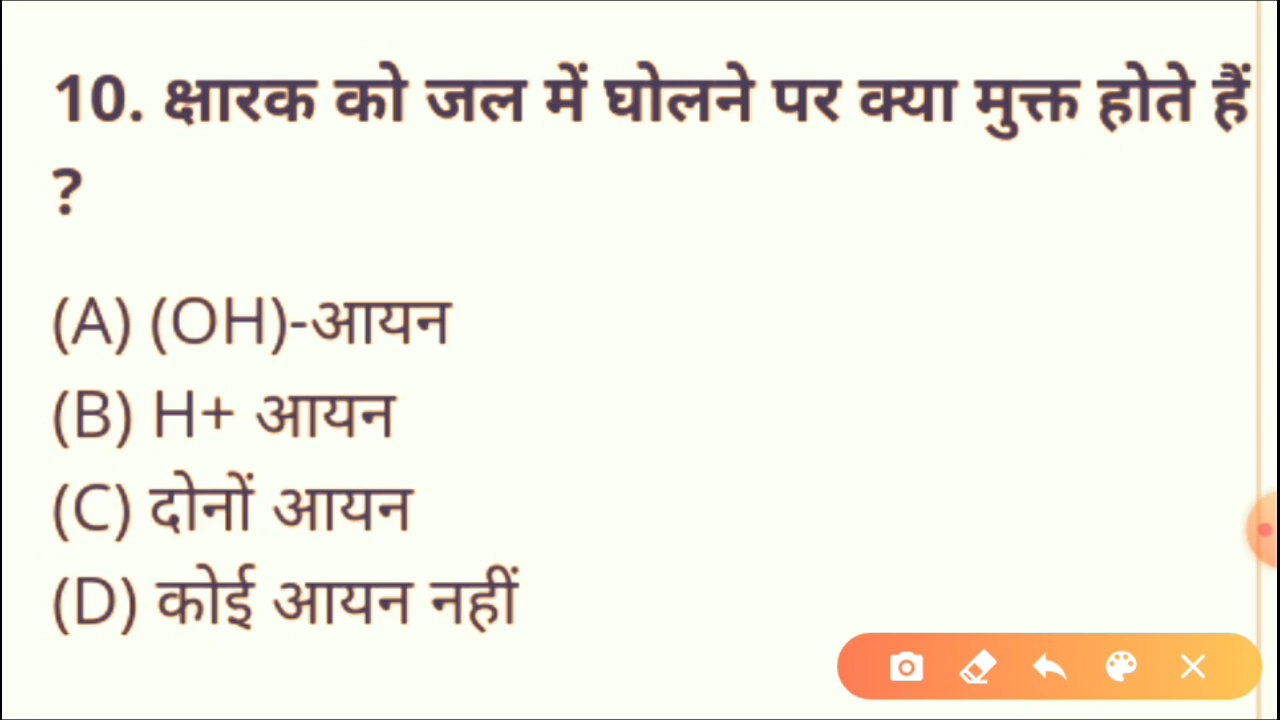 10. क्षारक को जल में घोलने पर क्या मुक्त होते हैं
?
(A) (OH)-आयन
(B) H+ आयन
(C) दोनों आयन
(D) कोई आयन नहीं